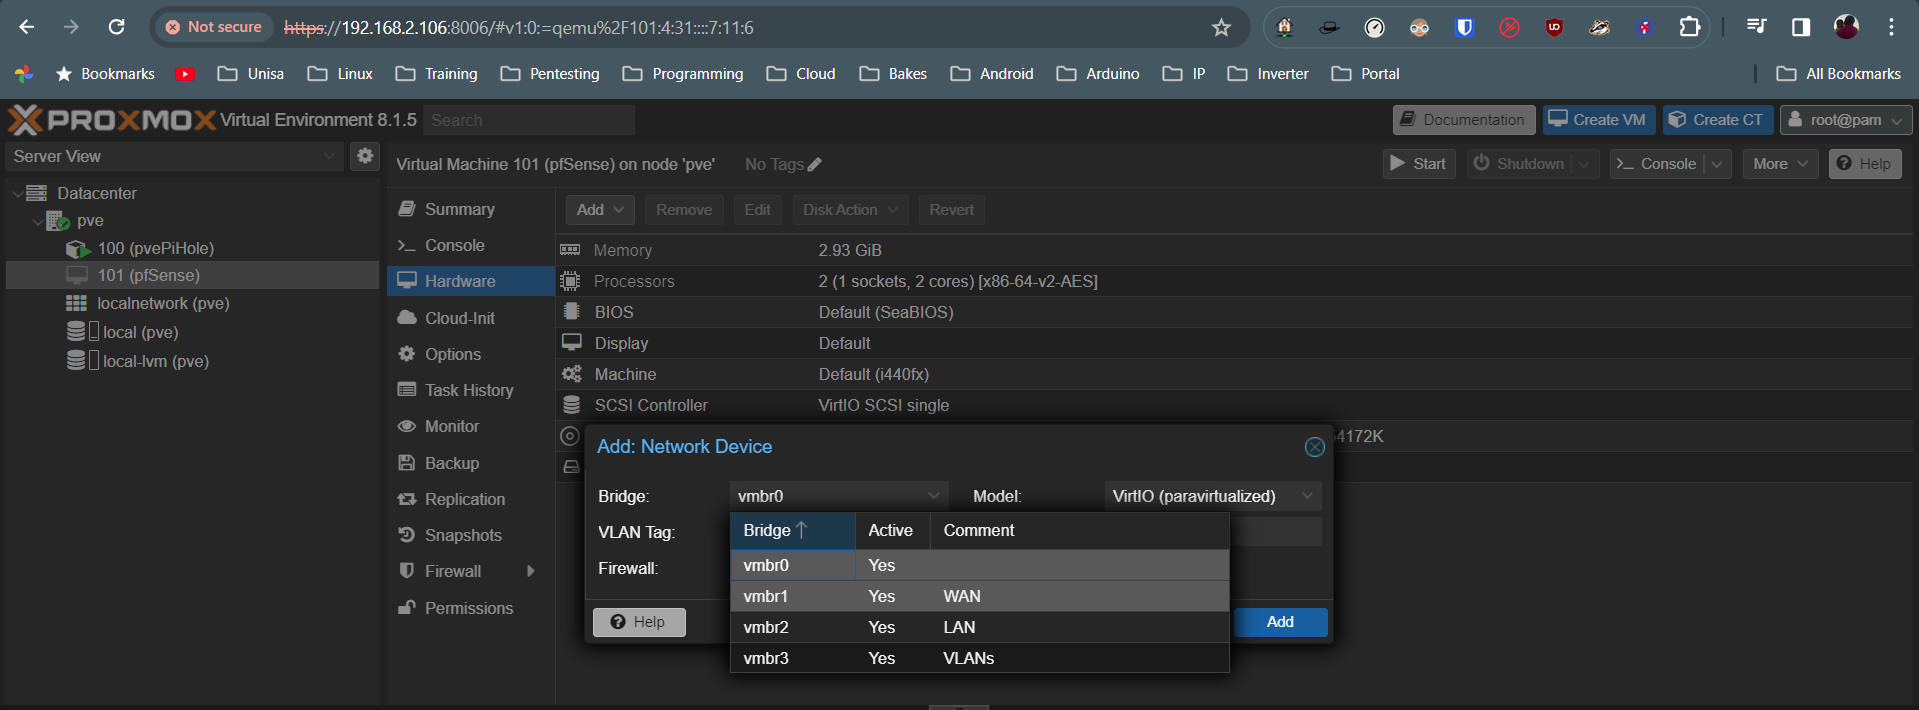 Not secure https://192.168.2.106:8006/#v1:0:=qemu%2F101:4:31::::7:11:6
Bookmarks Unisa Linux Training Pentesting Programming Cloud Bakes Android Arduino IP Inverter Portal All Bookmarks
PROXMOX Virtual Environment 8.1.5 Search Documentation Create VM Create CT root@pam
Server View
Virtual Machine 101 (pfSense) on node 'pve' No Tags Start Shutdown Console More Help
Datacenter
pve
100 (pvePiHole)
101 (pfSense)
localnetwork (pve)
local (pve)
local-lvm (pve)
Summary
Console
Hardware
Cloud-Init
Options
Task History
Monitor
Backup
Replication
Snapshots
Firewall
Permissions
Add Remove Edit Disk Action Revert
Memory 2.93 GiB
Processors 2 (1 sockets, 2 cores) [x86-64-v2-AES]
BIOS Default (SeaBIOS)
Display Default
Machine Default (i440fx)
SCSI Controller VirtIO SCSI single
4172K
Add: Network Device
Bridge: vmbr0 Model: VirtIO (paravirtualized)
VLAN Tag:
Firewall:
Bridge Active Comment
vmbr0 Yes
vmbr1 Yes WAN
vmbr2 Yes LAN
vmbr3 Yes VLANs
Help Add